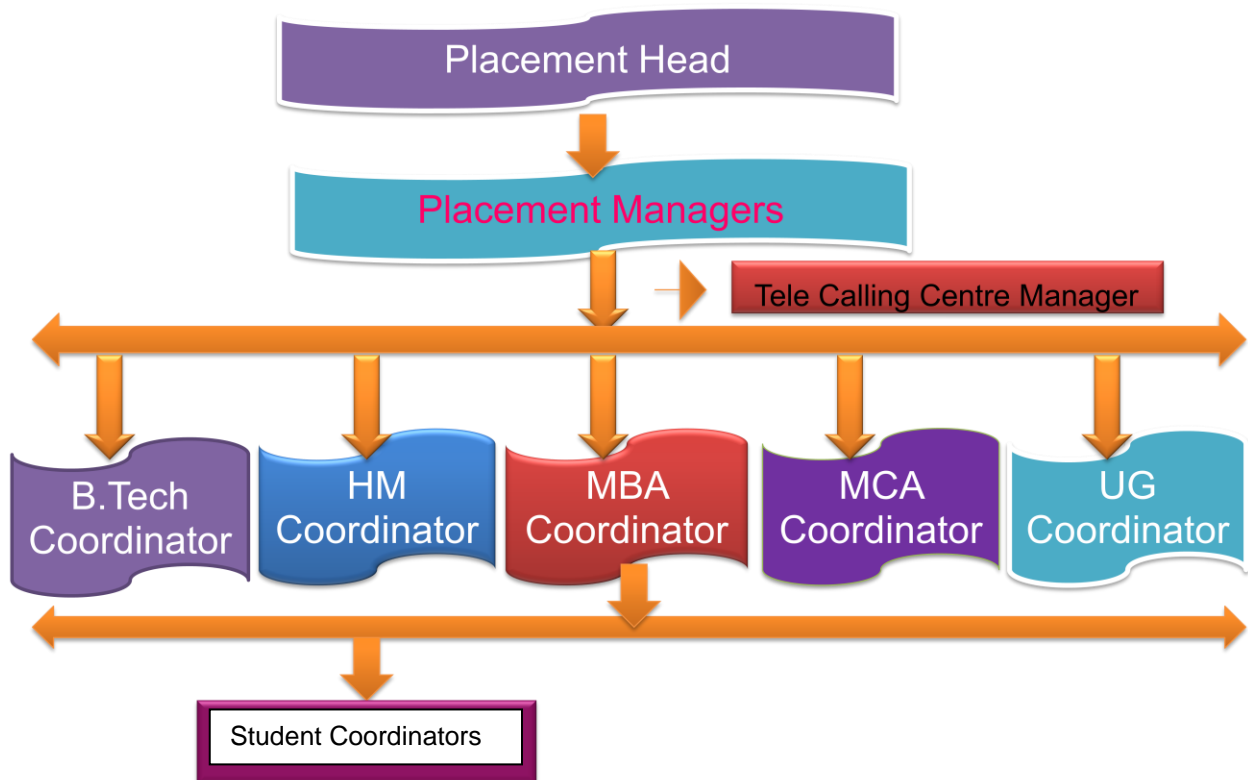 Placement Head
Placement Managers
Tele Calling Centre Manager
B.Tech
Coordinator
HM
Coordinator
MBA
Coordinator
MCA
Coordinator
UG
Coordinator
Student Coordinators